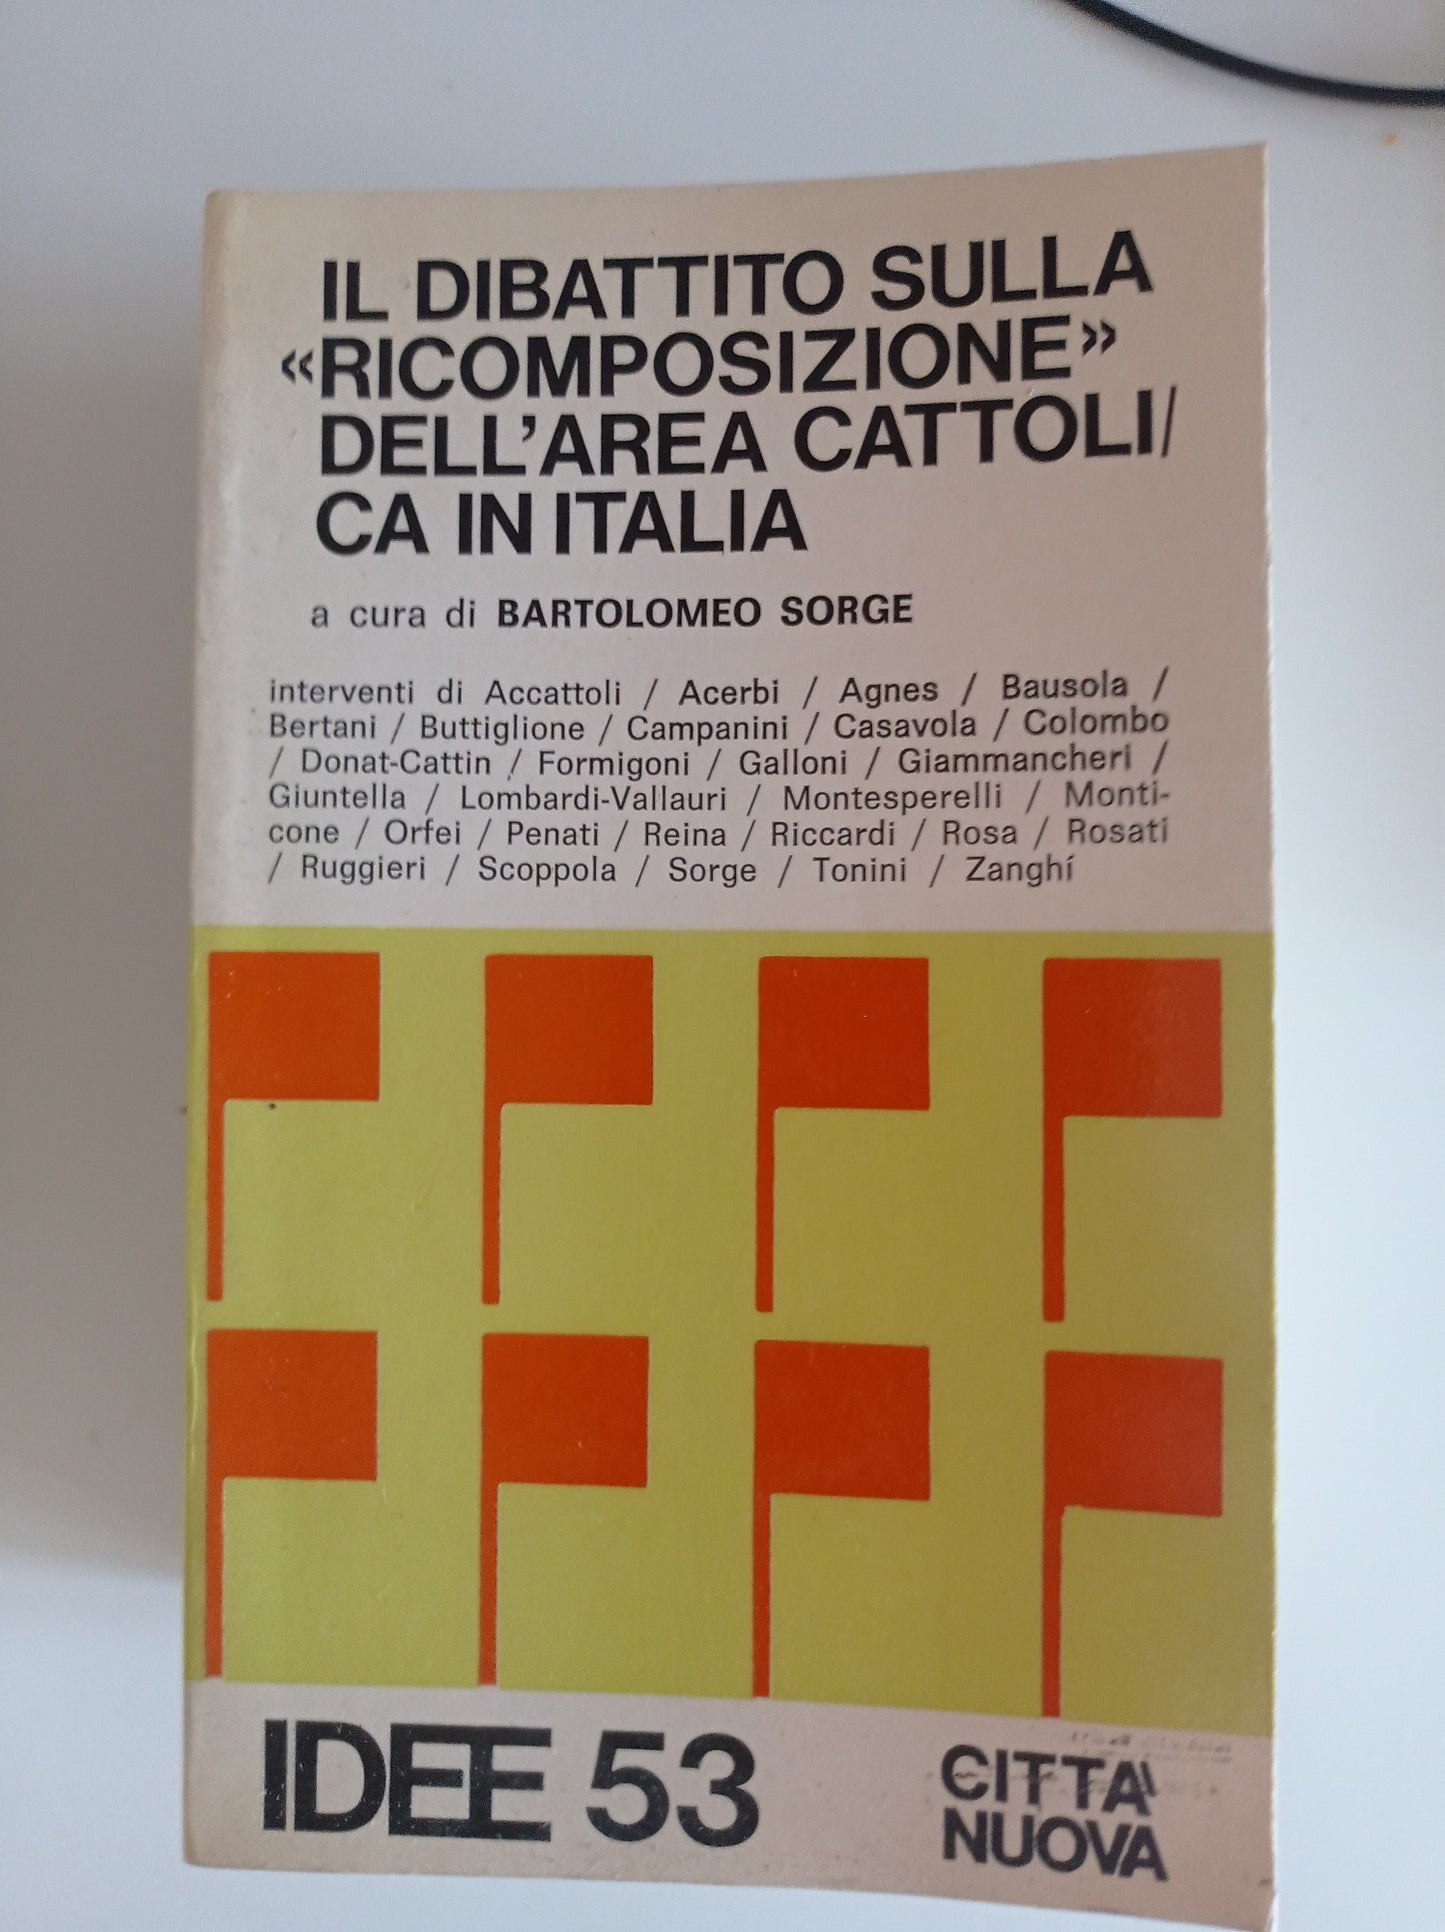 IL DIBATTITO SULLA
«RICOMPOSIZIONE»
DELL'AREA CATTOLI/
CA IN ITALIA
a cura di BARTOLOMEO SORGE
interventi di Accattoli / Acerbi / Agnes / Bausola /
Bertani / Buttiglione / Campanini / Casavola / Colombo
/ Donat-Cattin / Formigoni / Galloni / Giammancheri /
Giuntella / Lombardi-Vallauri / Montesperelli / Monti-
cone / Orfei / Penati / Reina / Riccardi / Rosa / Rosati
/ Ruggieri / Scoppola / Sorge / Tonini / Zanghí
IDEE 53
CITTÀ
NUOVA